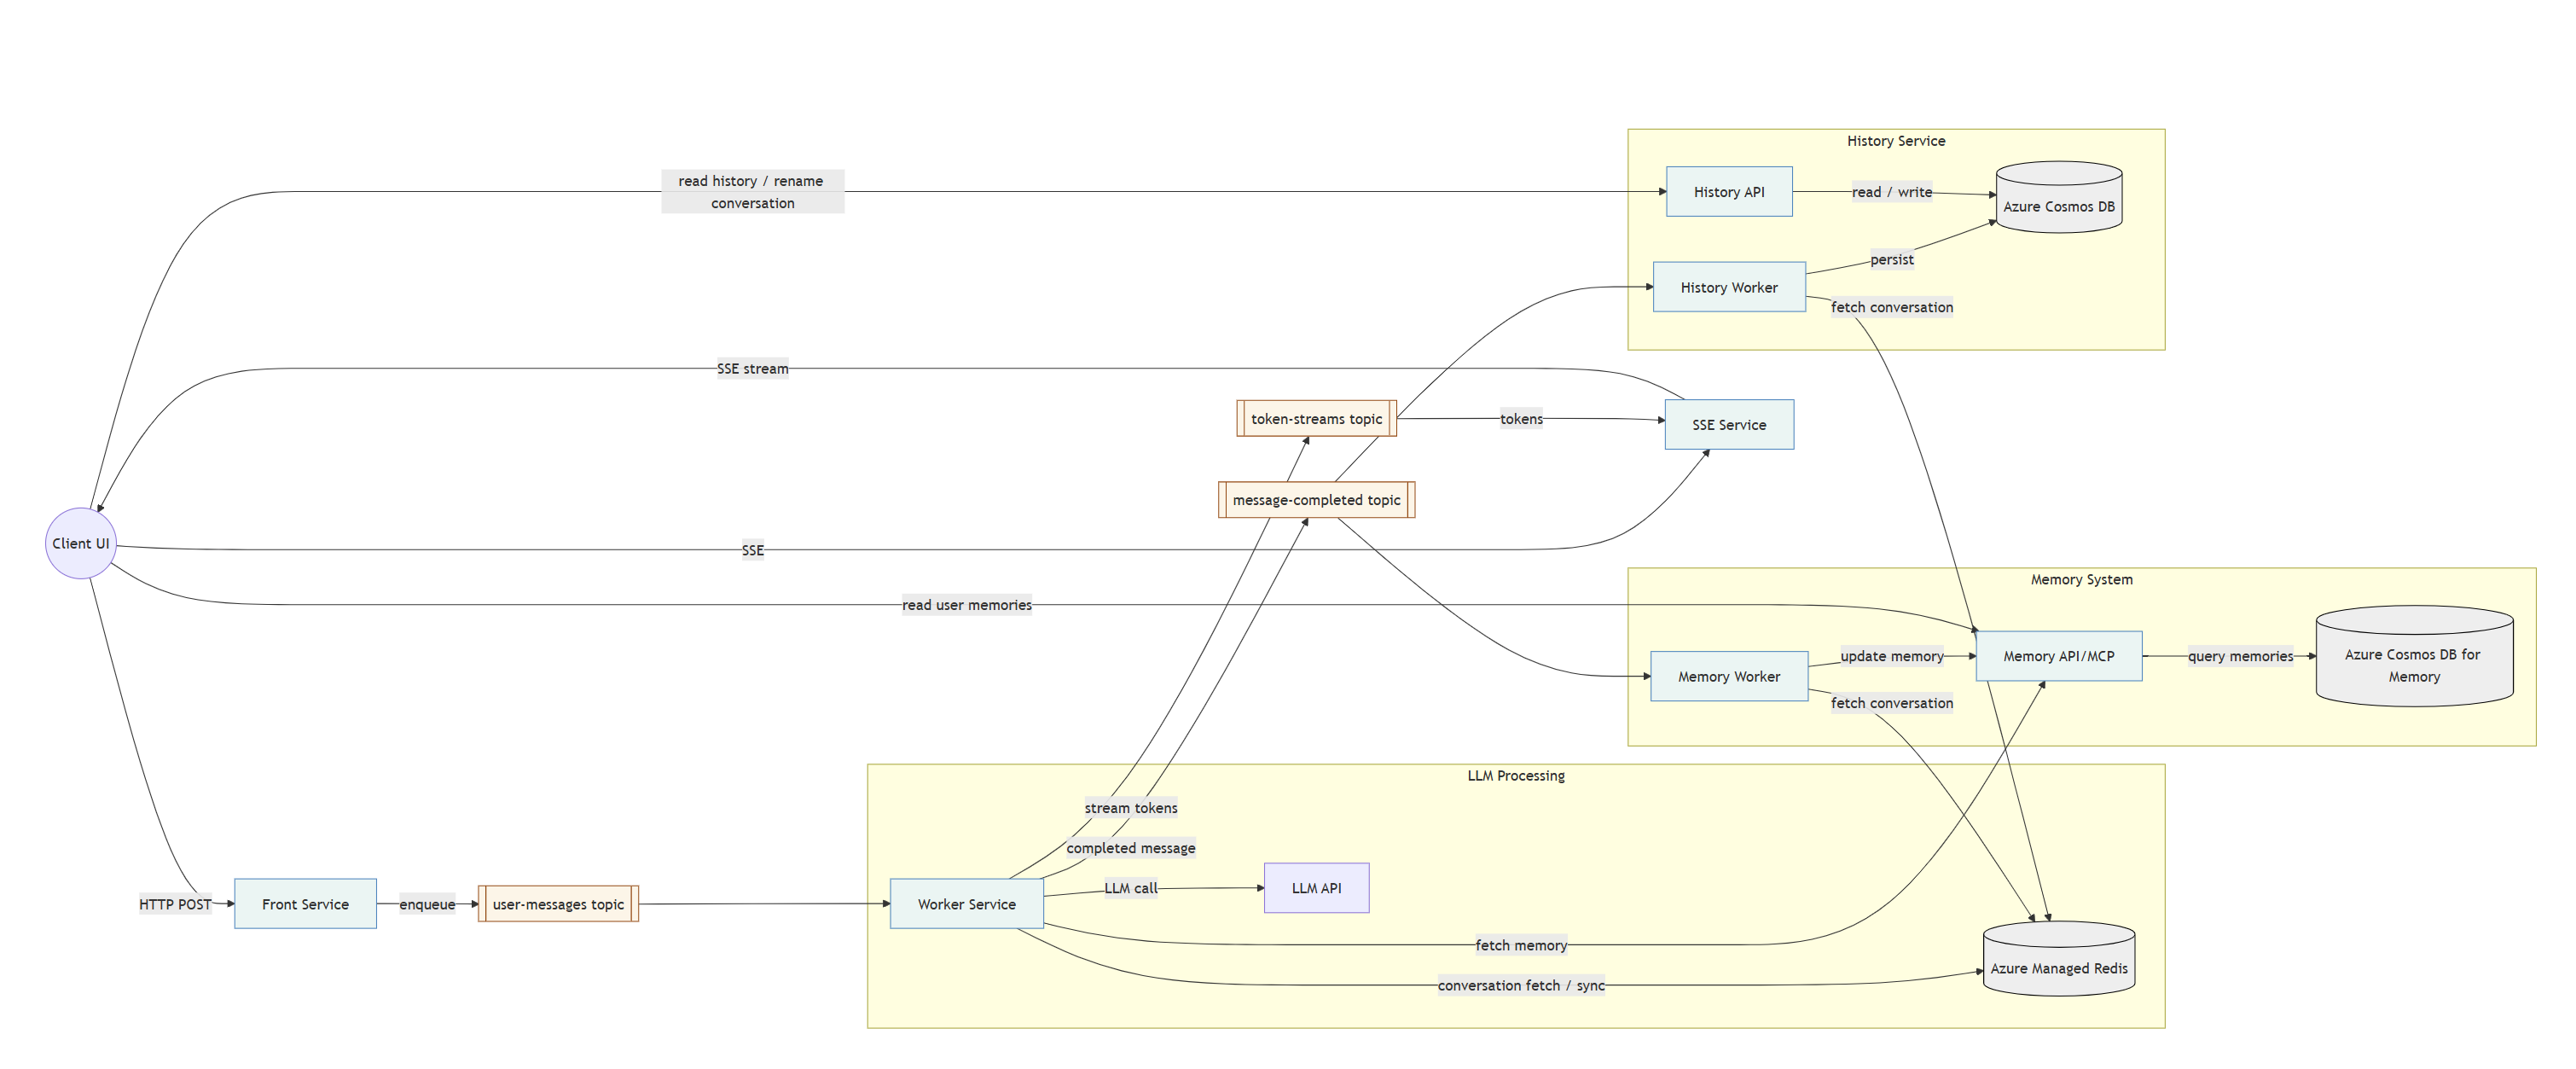 History Service
read history / rename
conversation
History API
read / write
Azure Cosmos DB
persist
History Worker
fetch conversation
SSE stream
token-streams topic
tokens
SSE Service
message-completed topic
Client UI
SSE
Memory System
read user memories
Memory Worker
update memory
Memory API/MCP
query memories
Azure Cosmos DB for
Memory
fetch conversation
LLM Processing
stream tokens
completed message
LLM call
LLM API
HTTP POST
Front Service
enqueue
user-messages topic
Worker Service
fetch memory
Azure Managed Redis
conversation fetch / sync